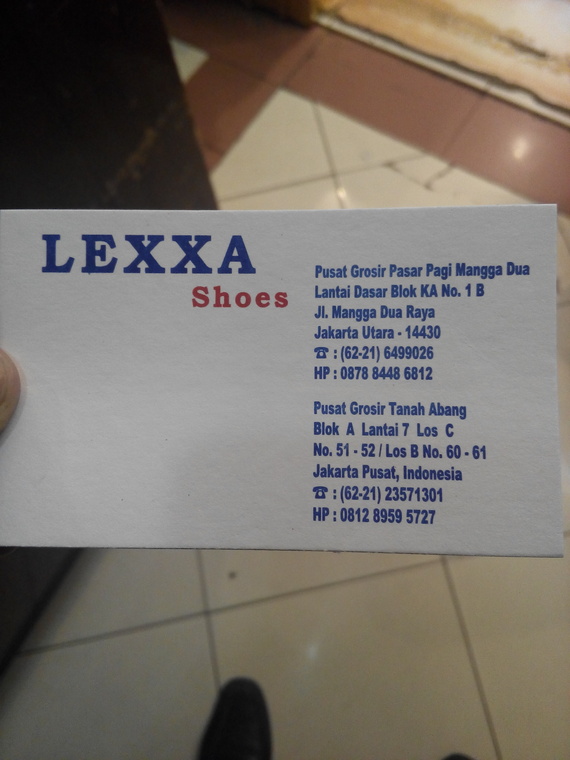 LEXXA
Shoes
Pusat Grosir Pasar Pagi Mangga Dua
Lantai Dasar Blok KA No. 1 B
Jl. Mangga Dua Raya
Jakarta Utara - 14430
☎ : (62-21) 6499026
HP : 0878 8448 6812
Pusat Grosir Tanah Abang
Blok A Lantai 7 Los C
No. 51 - 52 / Los B No. 60 - 61
Jakarta Pusat, Indonesia
☎ : (62-21) 23571301
HP : 0812 8959 5727